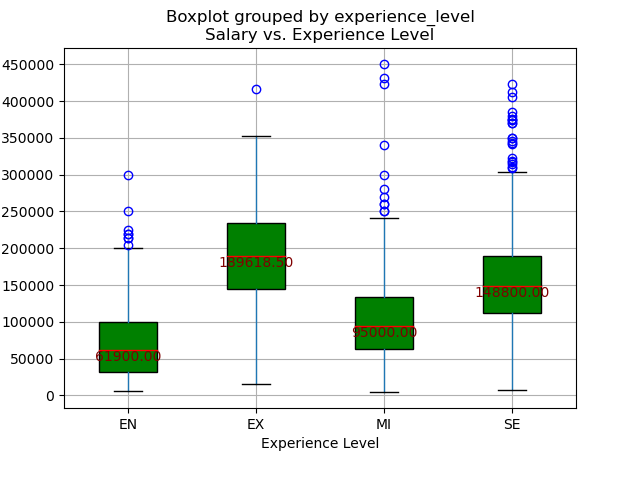 Boxplot grouped by experience_level
Salary vs. Experience Level
450000
400000
350000
300000
250000
200000
150000
100000
50000
0
189618.50
148800.00
95000.00
61900.00
EN
EX
MI
SE
Experience Level